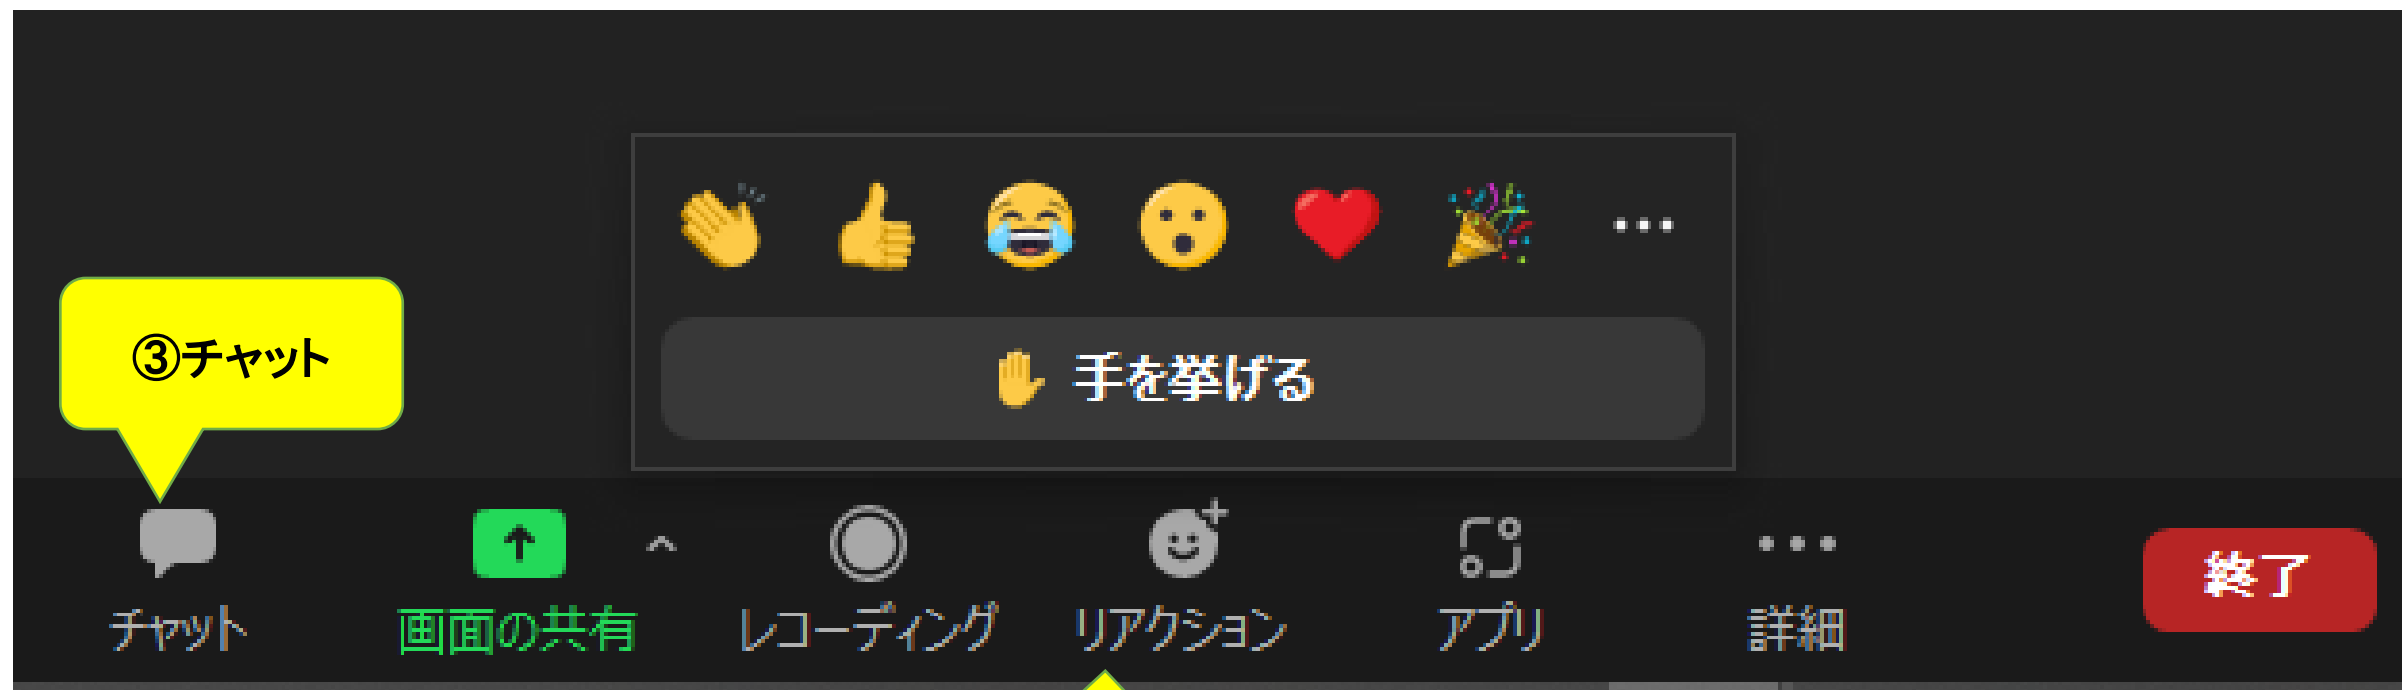 ③チャット
手を挙げる
チャット
画面の共有
レコーディング
リアクション
アプリ
詳細
終了